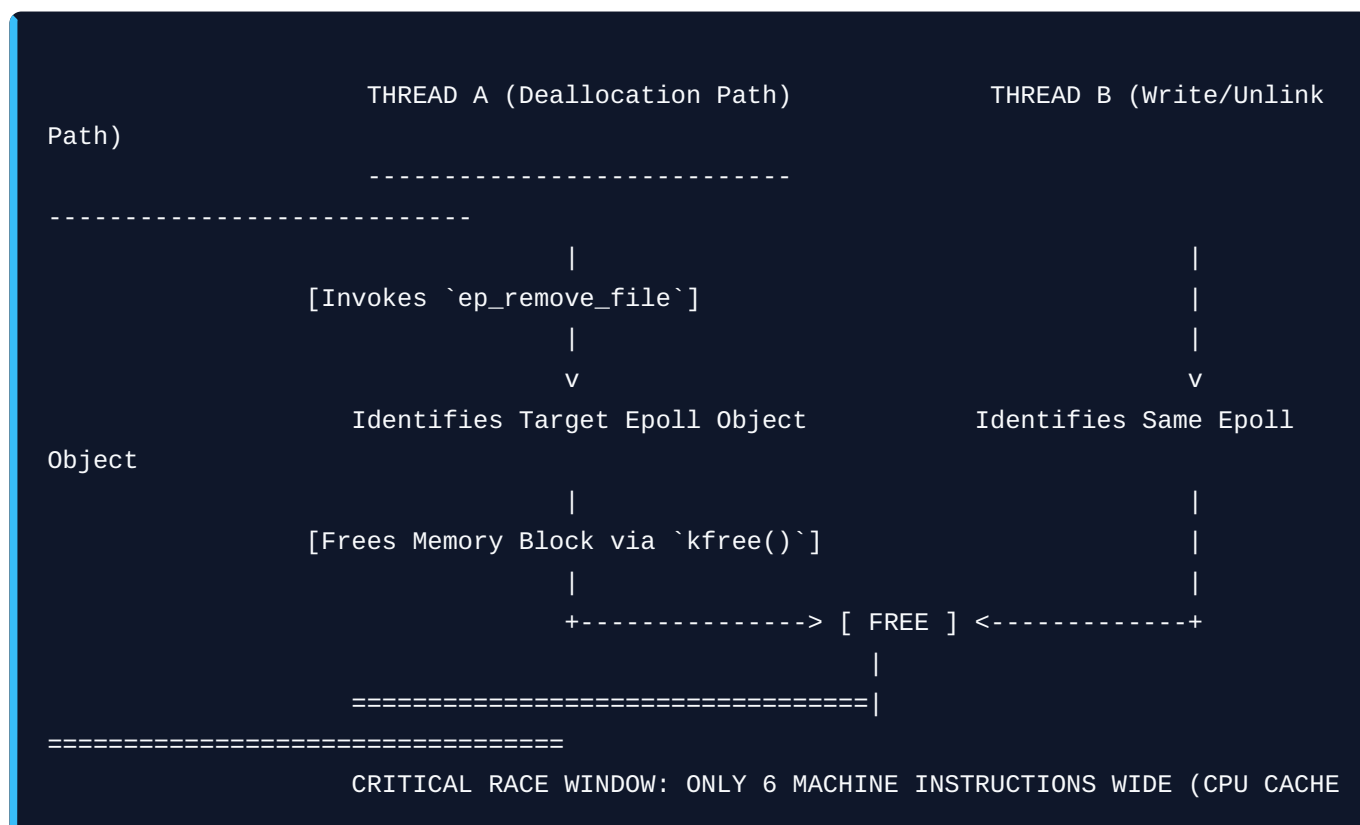 THREAD A (Deallocation Path) THREAD B (Write/Unlink
Path)
----------------------------
----------------------------
| |
[Invokes `ep_remove_file`] |
| |
v v
Identifies Target Epoll Object Identifies Same Epoll
Object
| |
[Frees Memory Block via `kfree()`] |
| |
+---------------> [ FREE ] <-------------+
|
==================================|
==================================
CRITICAL RACE WINDOW: ONLY 6 MACHINE INSTRUCTIONS WIDE (CPU CACHE